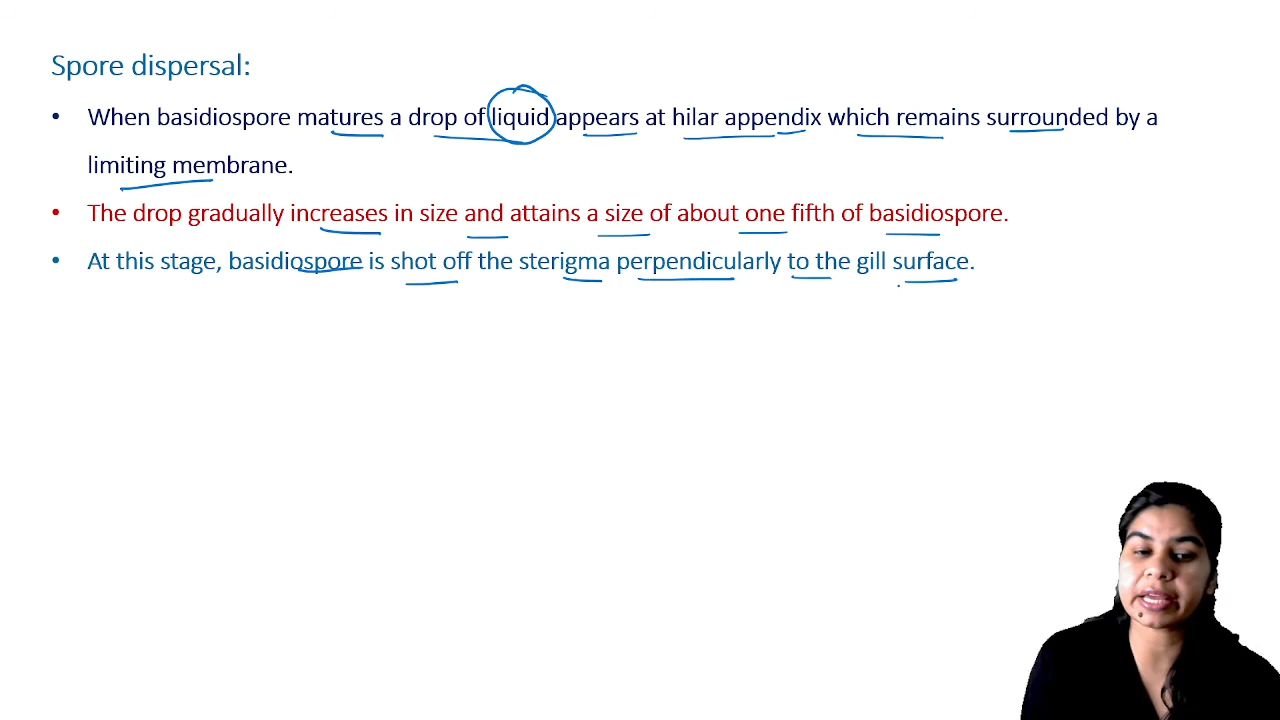 Spore dispersal:
• When basidiospore matures a drop of liquid appears at hilar appendix which remains surrounded by a
limiting membrane.
• The drop gradually increases in size and attains a size of about one fifth of basidiospore.
• At this stage, basidiospore is shot off the sterigma perpendicularly to the gill surface.